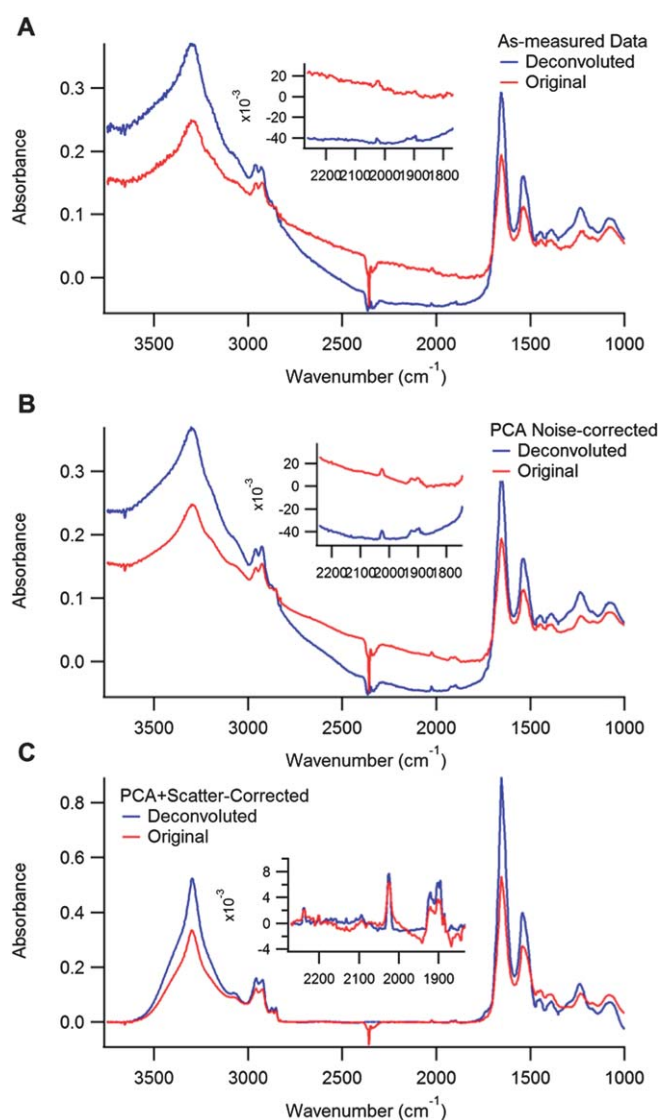 A
As-measured Data
Deconvoluted
Original
x10-3
20
0
-20
-40
2200 2100 2000 1900 1800
Absorbance
0.3
0.2
0.1
0.0
3500 3000 2500 2000 1500 1000
Wavenumber (cm-1)
B
PCA Noise-corrected
Deconvoluted
Original
x10-3
20
0
-20
-40
2200 2100 2000 1900 1800
Absorbance
0.3
0.2
0.1
0.0
3500 3000 2500 2000 1500 1000
Wavenumber (cm-1)
C
PCA+Scatter-Corrected
Deconvoluted
Original
x10-3
8
4
0
-4
2200 2100 2000 1900
Absorbance
0.8
0.6
0.4
0.2
0.0
3500 3000 2500 2000 1500 1000
Wavenumber (cm-1)